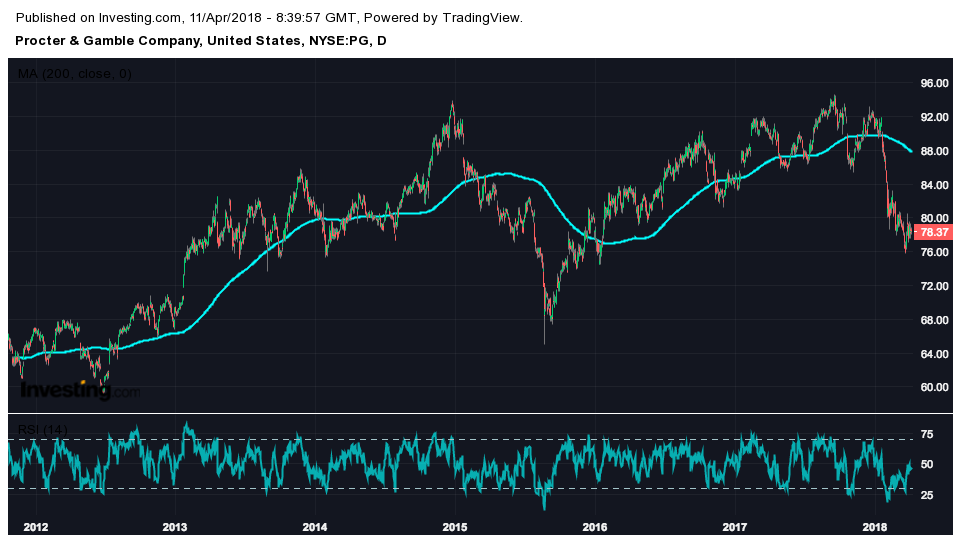 Published on Investing.com, 11/Apr/2018 - 8:39:57 GMT, Powered by TradingView.
Procter & Gamble Company, United States, NYSE:PG, D
MA (200, close, 0)
96.00
92.00
88.00
84.00
80.00
78.37
76.00
72.00
68.00
64.00
60.00
Investing.com
RSI (14)
75
50
25
2012 2013 2014 2015 2016 2017 2018